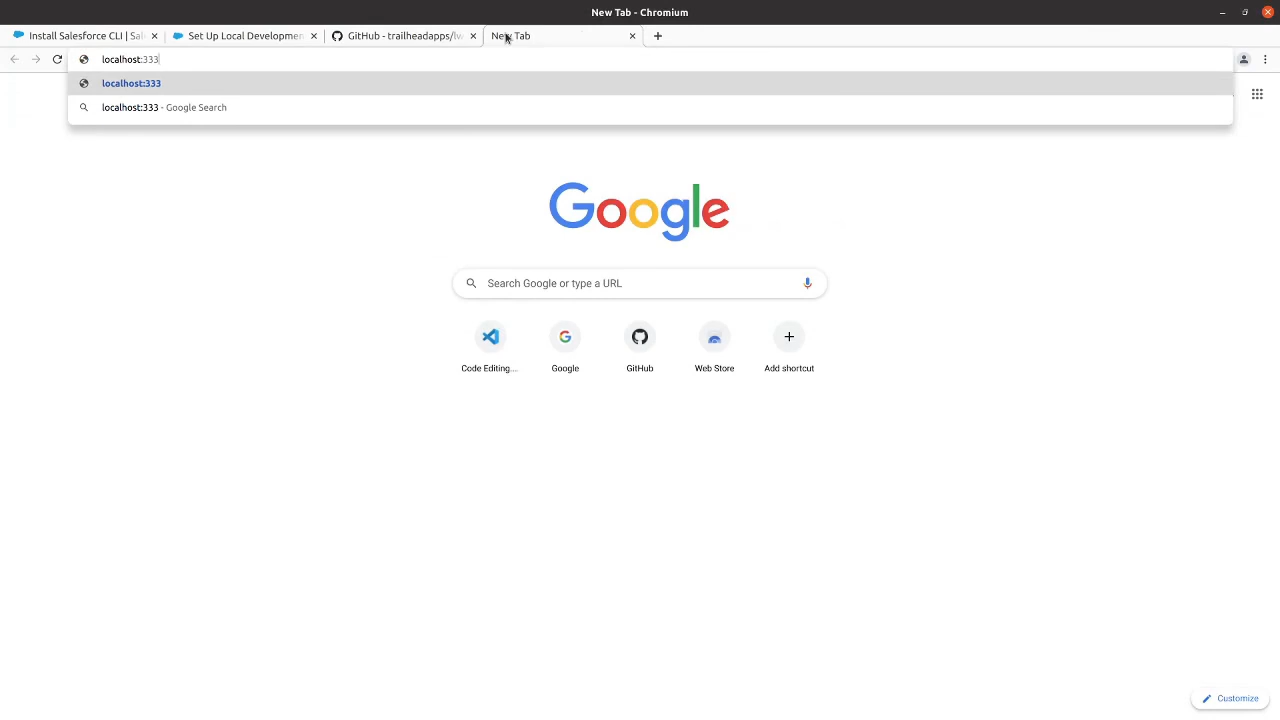 New Tab - Chromium
Install Salesforce CLI | Sal
Set Up Local Developmen
GitHub - trailheadapps/lw
New Tab
localhost:333
localhost:333
localhost:333 - Google Search
Google
Search Google or type a URL
Code Editing...
Google
GitHub
Web Store
Add shortcut
Customize